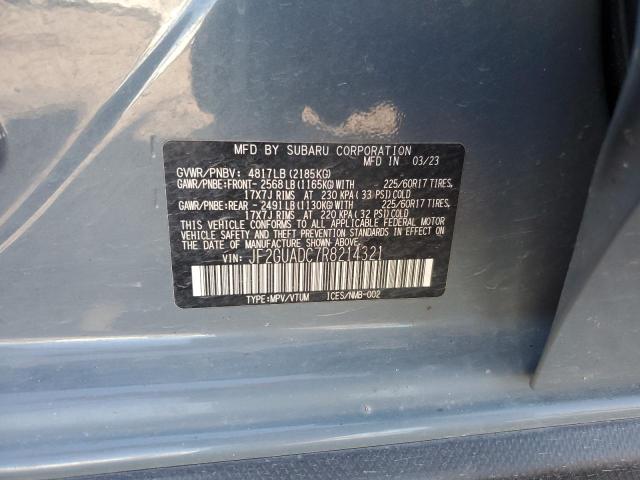 MFD BY SUBARU CORPORATION
MFD IN 03/23
GVWR/PNBV: 4817LB(2185KG)
GAWR/PNBE:FRONT-2568LB(1165KG)WITH 225/60R17 TIRES,
17X7J RIMS AT 230 KPA(33 PSI)COLD
GAWR/PNBE:REAR -2491LB(1130KG)WITH 225/60R17 TIRES,
17X7J RIMS AT 220 KPA(32 PSI)COLD
THIS VEHICLE CONFORMS TO ALL APPLICABLE FEDERAL MOTOR
VEHICLE SAFETY AND THEFT PREVENTION STANDARDS IN EFFECT
ON THE DATE OF MANUFACTURE SHOWN ABOVE.
VIN: JF2GUADC7R8214321
TYPE:MPV/VTUM ICES/NMB-002